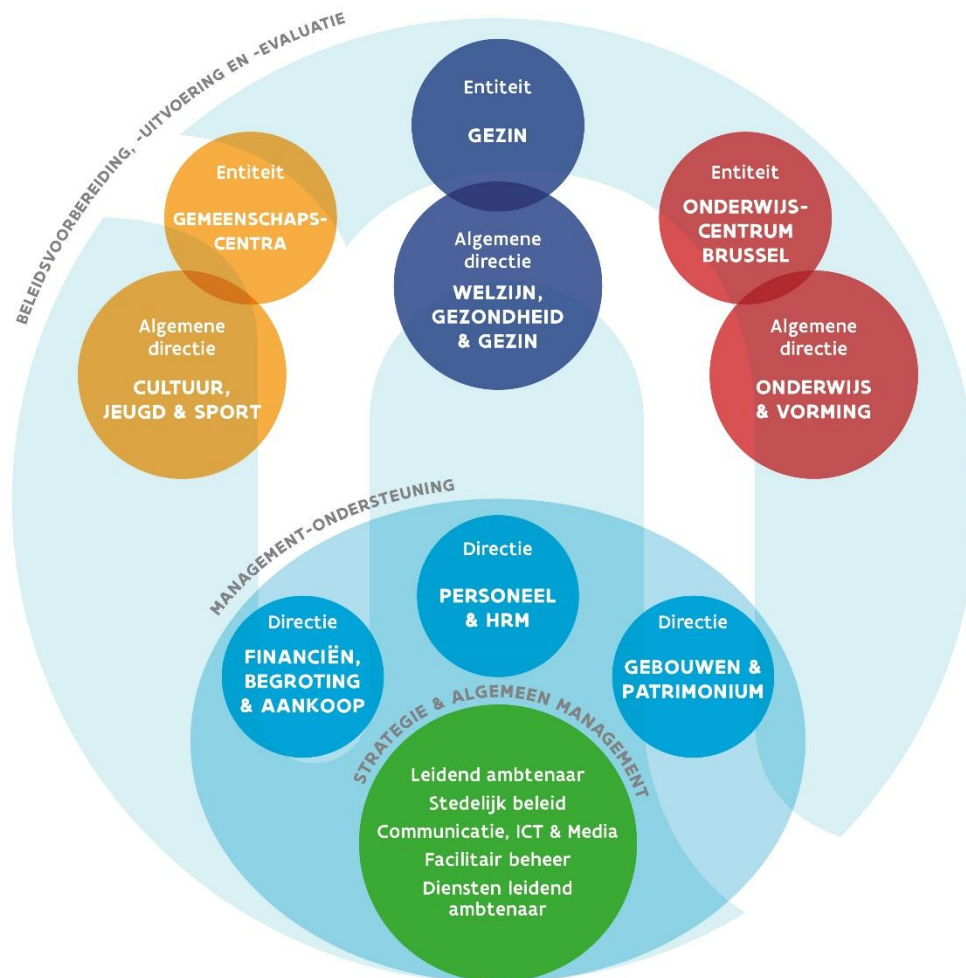 BELEIDSVOORBEREIDING, -UITVOERING EN -EVALUATIE
Entiteit
GEZIN
Entiteit
GEMEENSCHAPS-
CENTRA
Entiteit
ONDERWIJS-
CENTRUM
BRUSSEL
Algemene
directie
WELZIJN,
GEZONDHEID
& GEZIN
Algemene
directie
CULTUUR,
JEUGD & SPORT
Algemene
directie
ONDERWIJS
& VORMING
MANAGEMENT-ONDERSTEUNING
Directie
PERSONEEL
& HRM
Directie
FINANCIËN,
BEGROTING
& AANKOOP
Directie
GEBOUWEN &
PATRIMONIUM
STRATEGIE & ALGEMEEN MANAGEMENT
Leidend ambtenaar
Stedelijk beleid
Communicatie, ICT & Media
Facilitair beheer
Diensten leidend
ambtenaar